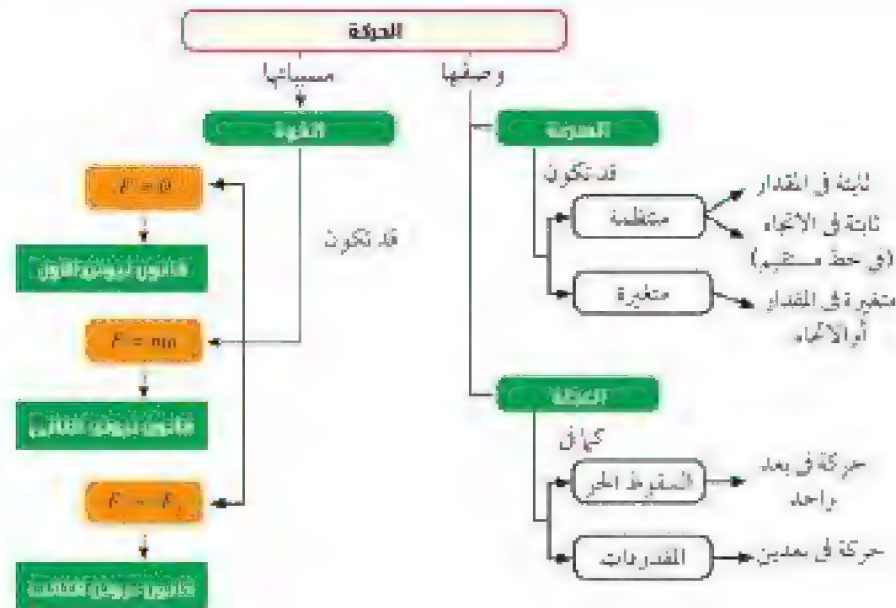 الحركة
مسبباتها
وصفها
القوة
السرعة
قد تكون
منتظمة
ثابتة في المقدار
ثابتة في الاتجاه
(في خط مستقيم)
متغيرة
متغيرة في المقدار
أو الاتجاه
قد تكون
F = 0
قانون نيوتن الأول
F = ma
قانون نيوتن الثاني
قانون نيوتن
العجلة
كما في
السقوط الحر
حركة في بعد
واحد
المقذوفات
حركة في بعدين